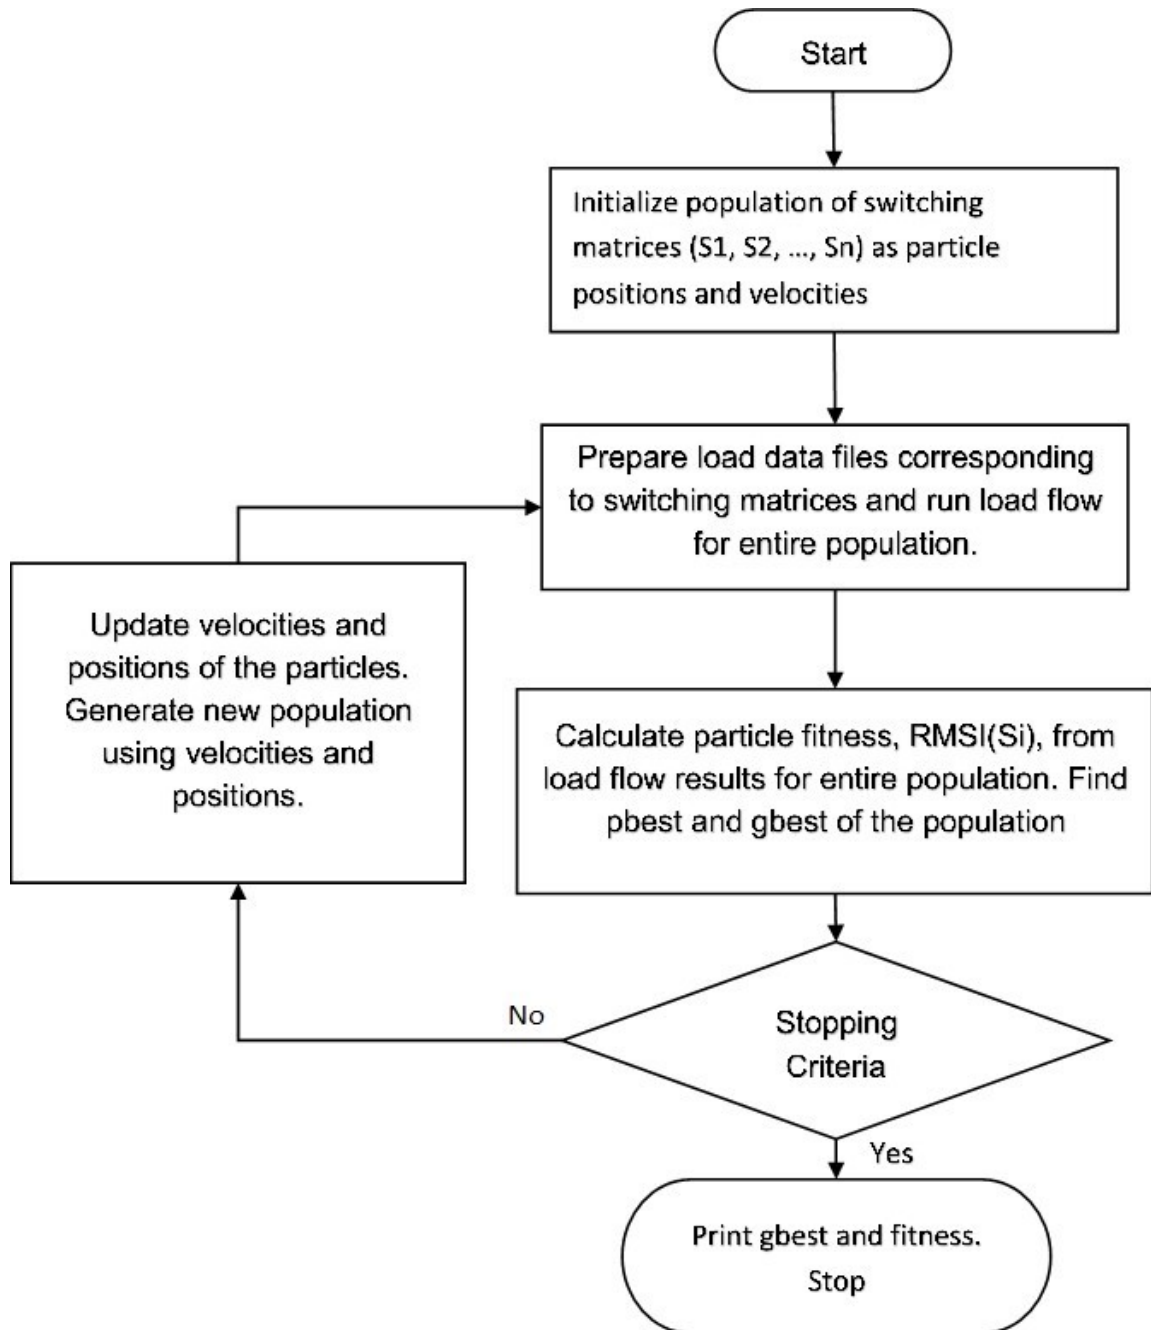 Start
Initialize population of switching
matrices (S1, S2, ..., Sn) as particle
positions and velocities
Prepare load data files corresponding
to switching matrices and run load flow
for entire population.
Update velocities and
positions of the particles.
Generate new population
using velocities and
positions.
Calculate particle fitness, RMSI(Si), from
load flow results for entire population. Find
pbest and gbest of the population
No
Stopping
Criteria
Yes
Print gbest and fitness.
Stop